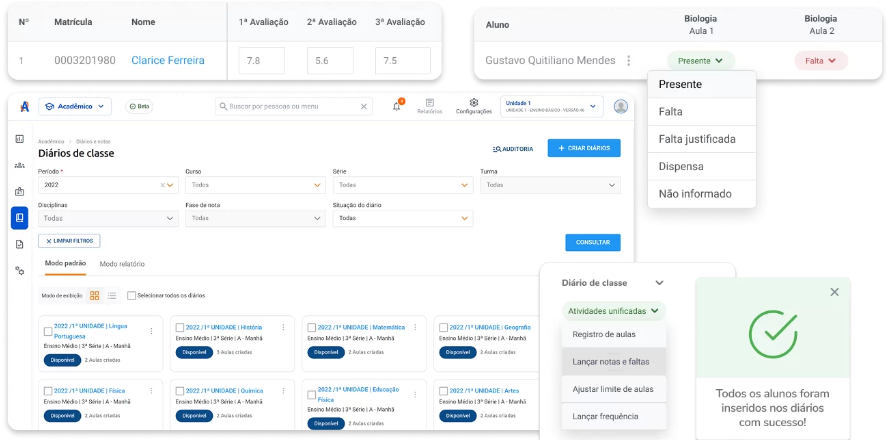 Nº Matrícula Nome 1ª Avaliação 2ª Avaliação 3ª Avaliação
1 0003201980 Clarice Ferreira 7.8 5.6 7.5
Aluno Biologia Aula 1 Biologia Aula 2
Gustavo Quitiliano Mendes Presente Falta
Presente
Falta
Falta justificada
Dispensa
Não informado
Acadêmico Beta Buscar por pessoas ou menu Relatórios Configurações Unidade 1
UNIDADE 1 - ENSINO BÁSICO - VERSÃO 46
Acadêmico > Diários e notas
Diários de classe AUDITORIA + CRIAR DIÁRIOS
Período * Curso Série Turma
2022 Todos Todas Todas
Disciplinas Fase de nota Situação do diário
Todas Todas Todas
LIMPAR FILTROS CONSULTAR
Modo padrão Modo relatório
Modo de exibição Selecionar todos os diários
2022 /1ª UNIDADE | Língua Portuguesa
Ensino Médio | 3ª Série | A - Manhã
Disponível 2 Aulas criadas
2022 /1ª UNIDADE | História
Ensino Médio | 3ª Série | A - Manhã
Disponível 3 Aulas criadas
2022 /1ª UNIDADE | Matemática
Ensino Médio | 3ª Série | A - Manhã
Disponível 2 Aulas criadas
2022 /1ª UNIDADE | Geografia
Ensino Médio | 3ª Série | A - Manhã
Disponível 2 Aulas criadas
2022 /1ª UNIDADE | Física
Ensino Médio | 3ª Série | A - Manhã
Disponível 2 Aulas criadas
2022 /1ª UNIDADE | Química
Ensino Médio | 3ª Série | A - Manhã
Disponível 2 Aulas criadas
2022 /1ª UNIDADE | Educação Física
Ensino Médio | 3ª Série | A - Manhã
Disponível 2 Aulas criadas
2022 /1ª UNIDADE | Artes
Ensino Médio | 3ª Série | A - Manhã
Disponível 2 Aulas criadas
Diário de classe
Atividades unificadas
Registro de aulas
Lançar notas e faltas
Ajustar limite de aulas
Lançar frequência
Todos os alunos foram
inseridos nos diários
com sucesso!